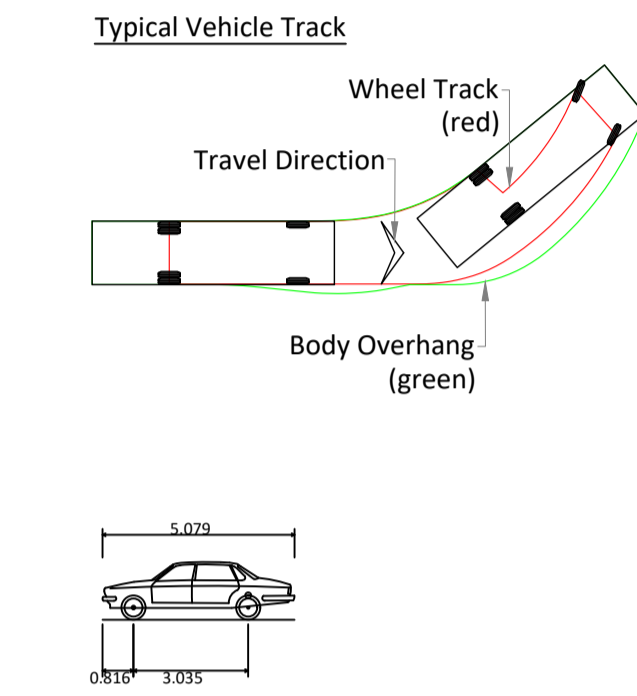 Typical Vehicle Track
Wheel Track
(red)
Travel Direction
Body Overhang
(green)
5.079
0.816
3.035